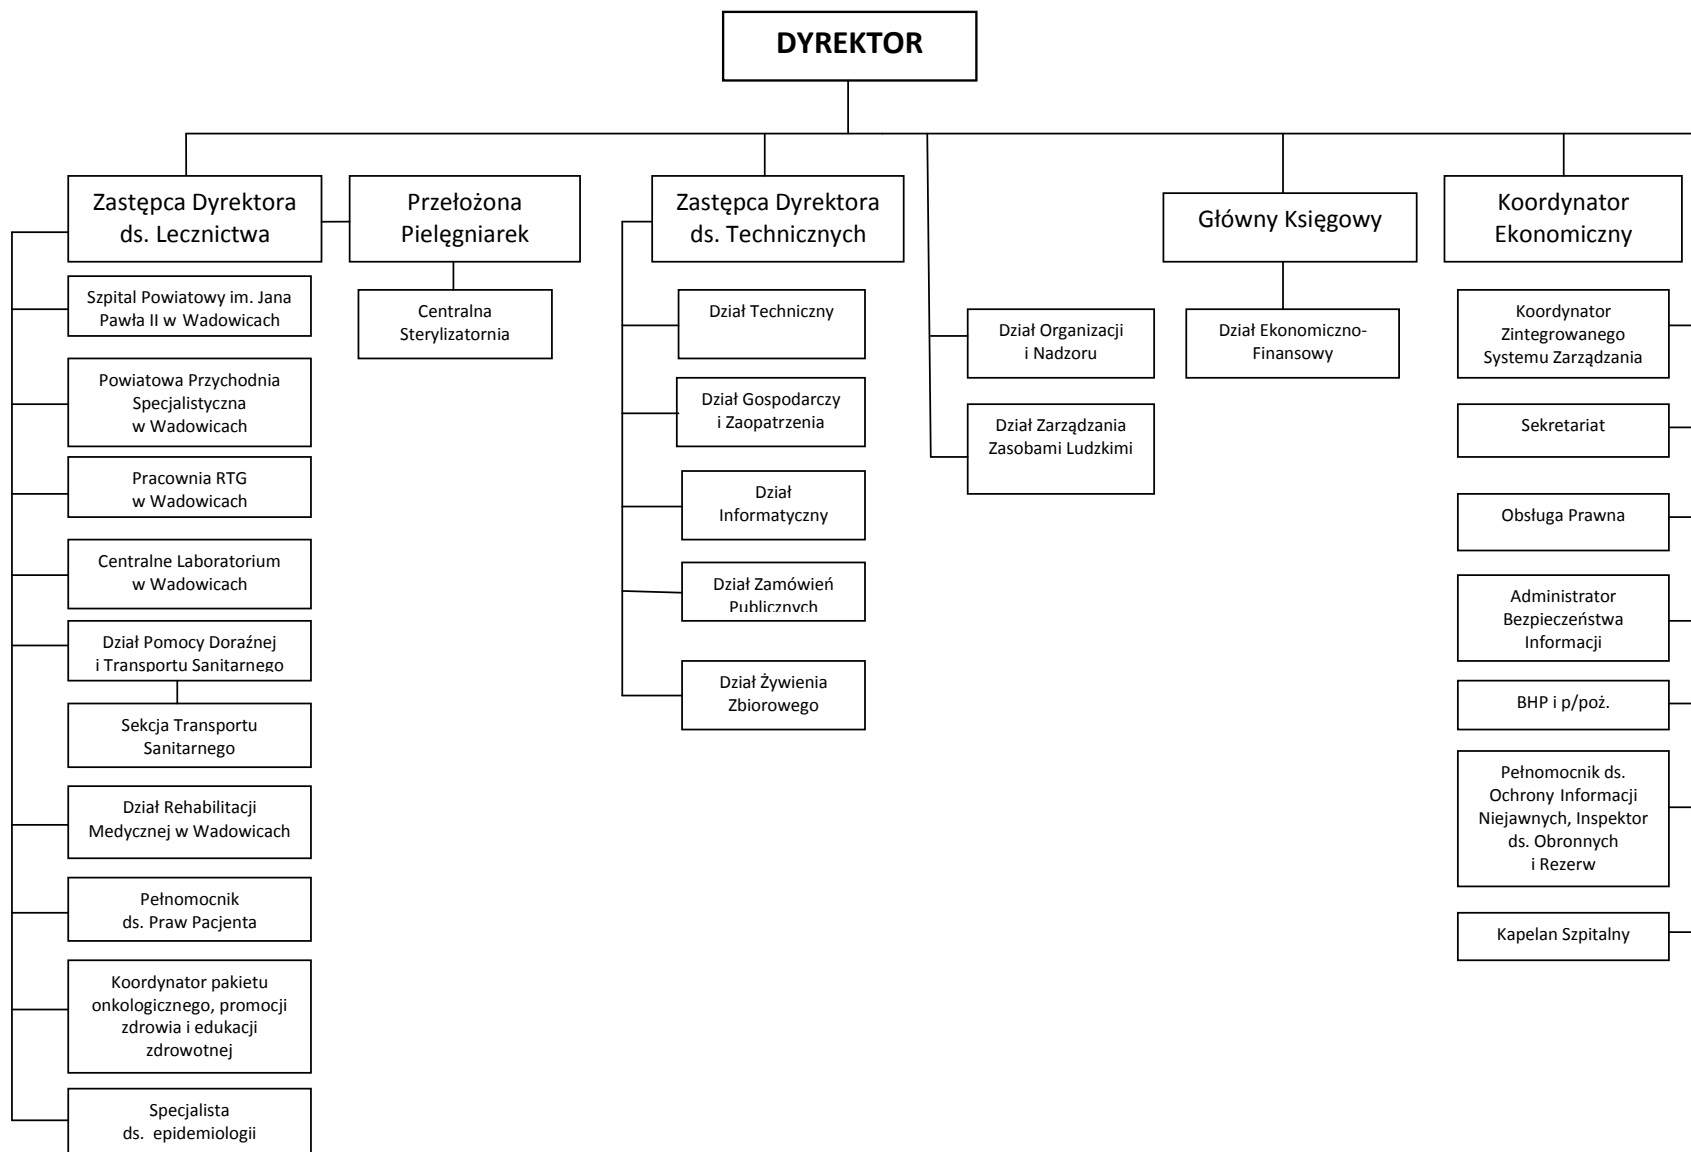 DYREKTOR
Zastępca Dyrektora
ds. Lecznictwa
Przełożona
Pielęgniarek
Zastępca Dyrektora
ds. Technicznych
Główny Księgowy
Koordynator
Ekonomiczny
Szpital Powiatowy im. Jana
Pawła II w Wadowicach
Powiatowa Przychodnia
Specjalistyczna
w Wadowicach
Pracownia RTG
w Wadowicach
Centralne Laboratorium
w Wadowicach
Dział Pomocy Doraźnej
i Transportu Sanitarnego
Sekcja Transportu
Sanitarnego
Dział Rehabilitacji
Medycznej w Wadowicach
Pełnomocnik
ds. Praw Pacjenta
Koordynator pakietu
onkologicznego, promocji
zdrowia i edukacji
zdrowotnej
Specjalista
ds. epidemiologii
Centralna
Sterylizatornia
Dział Techniczny
Dział Gospodarczy
i Zaopatrzenia
Dział
Informatyczny
Dział Zamówień
Publicznych
Dział Żywienia
Zbiorowego
Dział Organizacji
i Nadzoru
Dział Zarządzania
Zasobami Ludzkimi
Dział Ekonomiczno-
Finansowy
Koordynator
Zintegrowanego
Systemu Zarządzania
Sekretariat
Obsługa Prawna
Administrator
Bezpieczeństwa
Informacji
BHP i p/poż.
Pełnomocnik ds.
Ochrony Informacji
Niejawnych, Inspektor
ds. Obronnych
i Rezerw
Kapelan Szpitalny